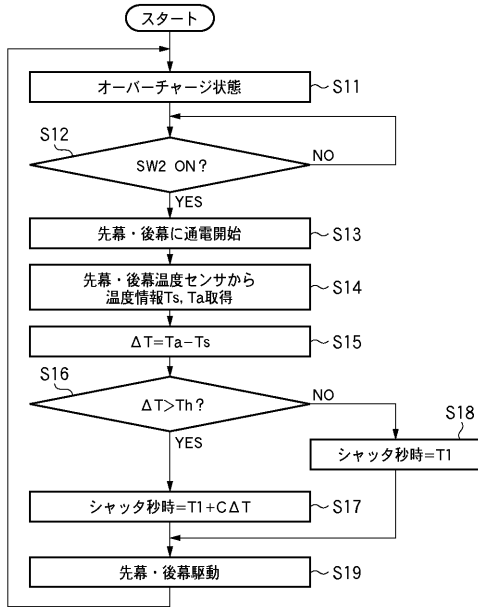 スタート
オーバーチャージ状態
S11
S12
SW2 ON?
NO
YES
先幕・後幕に通電開始
S13
先幕・後幕温度センサから
温度情報Ts, Ta取得
S14
ΔT=Ta−Ts
S15
S16
ΔT>Th?
NO
YES
S18
シャッタ秒時=T1
シャッタ秒時=T1+CΔT
S17
先幕・後幕駆動
S19